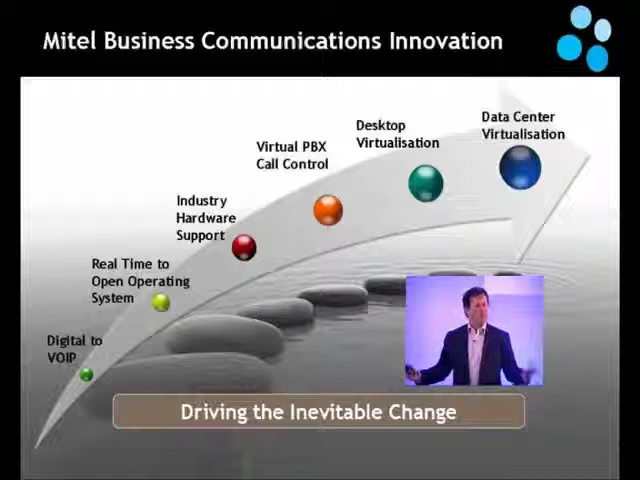 Mitel Business Communications Innovation
Data Center
Virtualisation
Desktop
Virtualisation
Virtual PBX
Call Control
Industry
Hardware
Support
Real Time to
Open Operating
System
Digital to
VOIP
Driving the Inevitable Change